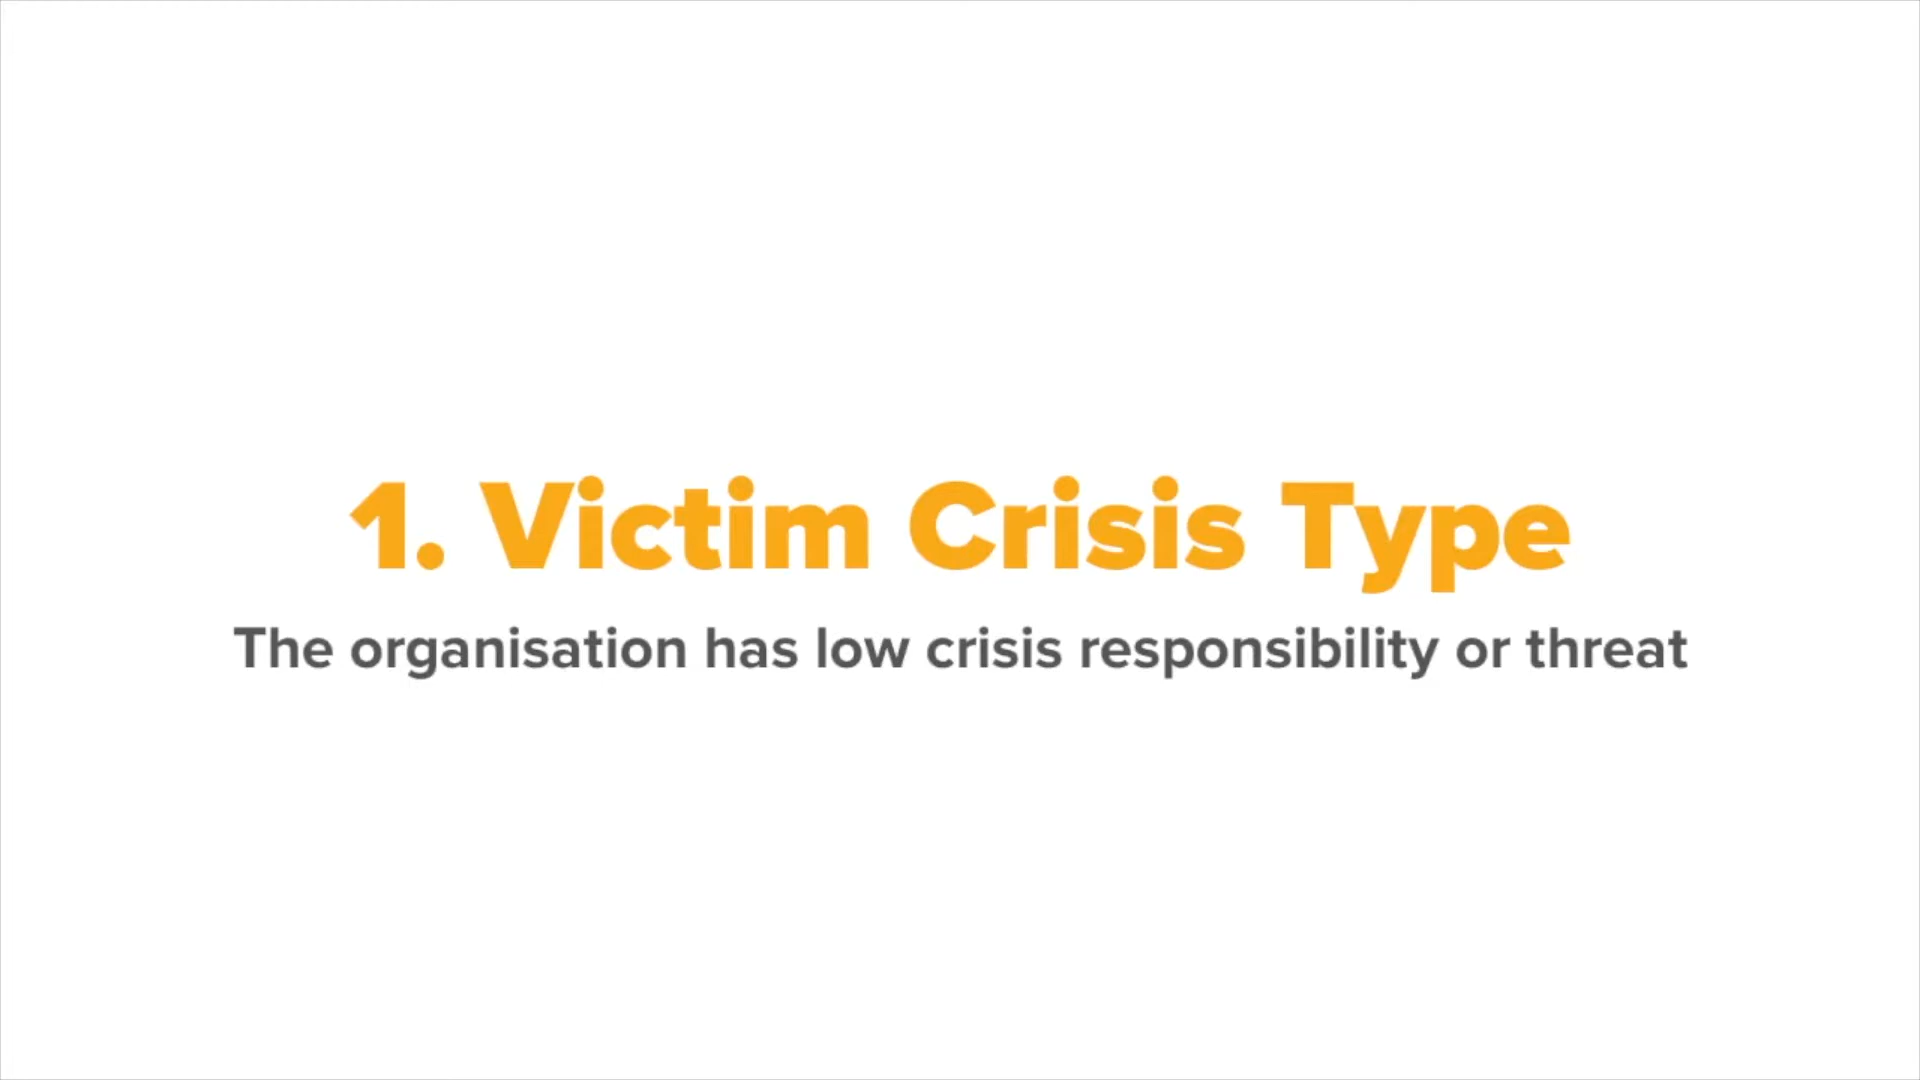 1. Victim Crisis Type
The organisation has low crisis responsibility or threat